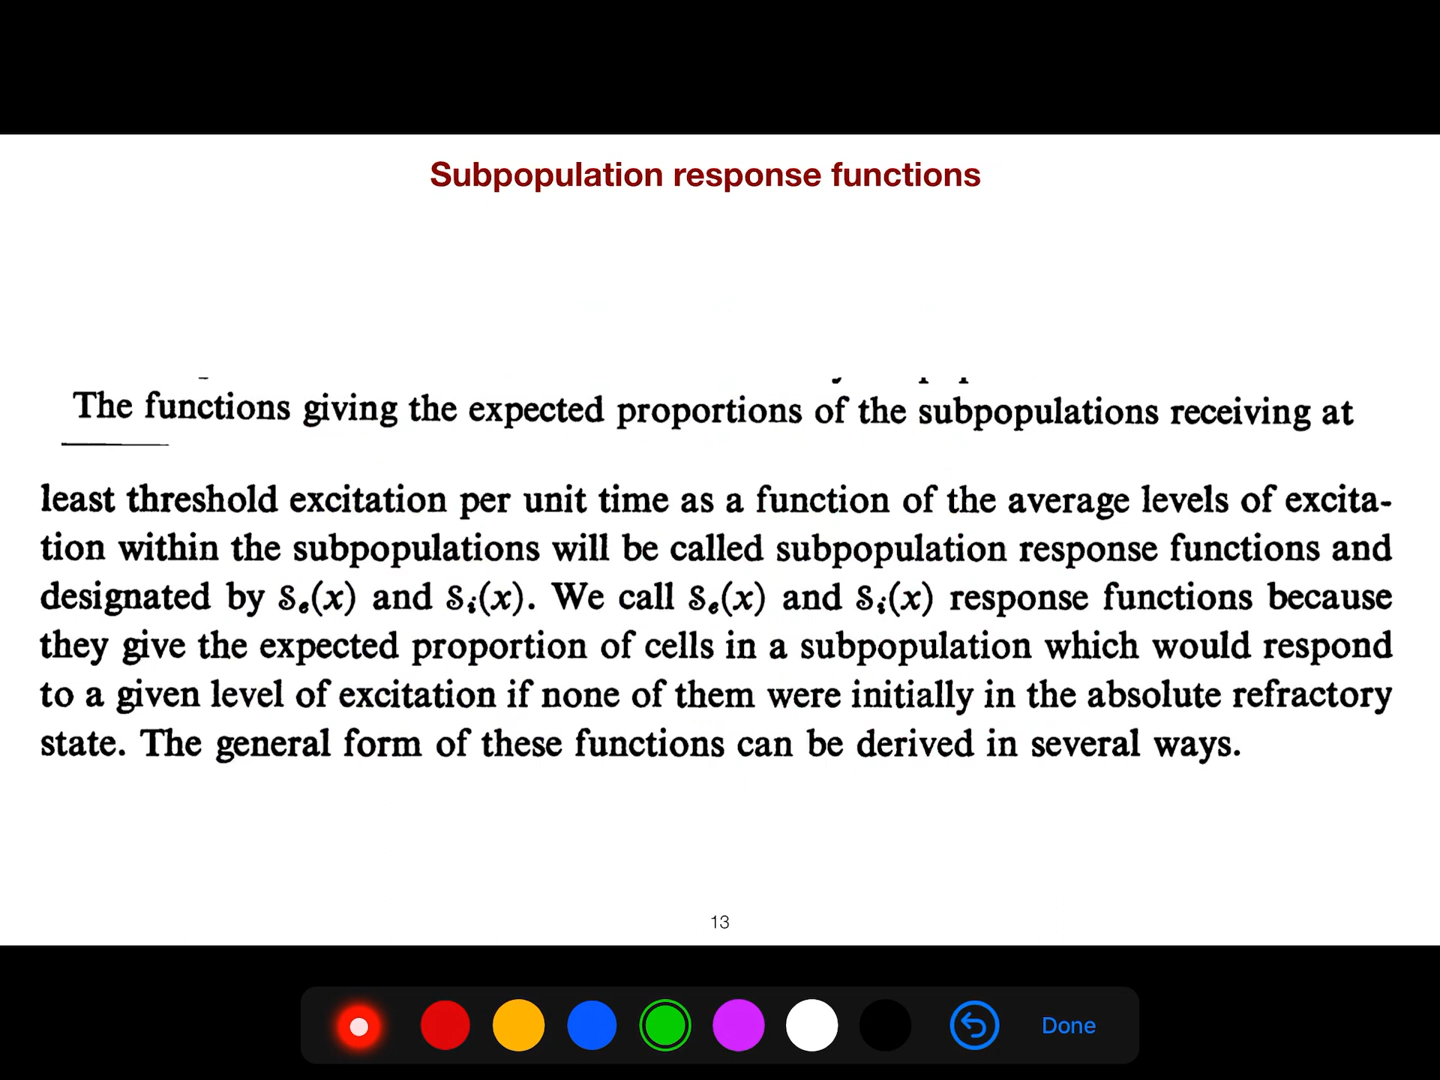 Subpopulation response functions
The functions giving the expected proportions of the subpopulations receiving at
least threshold excitation per unit time as a function of the average levels of excita-
tion within the subpopulations will be called subpopulation response functions and
designated by 𝒮ₑ(x) and 𝒮ᵢ(x). We call 𝒮ₑ(x) and 𝒮ᵢ(x) response functions because
they give the expected proportion of cells in a subpopulation which would respond
to a given level of excitation if none of them were initially in the absolute refractory
state. The general form of these functions can be derived in several ways.
13
Done